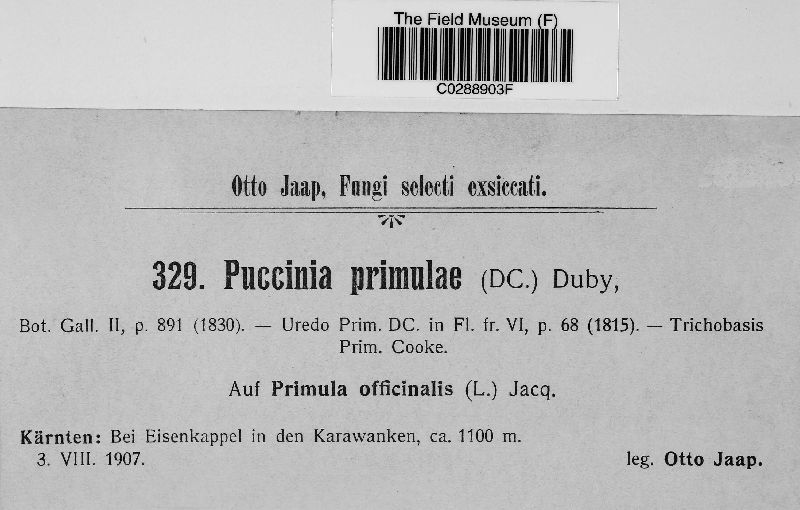 The Field Museum (F)
C0288903F
Otto Jaap, Fungi selecti exsiccati.
329. Puccinia primulae (DC.) Duby,
Bot. Gall. II, p. 891 (1830). — Uredo Prim. DC. in Fl. fr. VI, p. 68 (1815). — Trichobasis
Prim. Cooke.
Auf Primula officinalis (L.) Jacq.
Kärnten: Bei Eisenkappel in den Karawanken, ca. 1100 m.
3. VIII. 1907. leg. Otto Jaap.